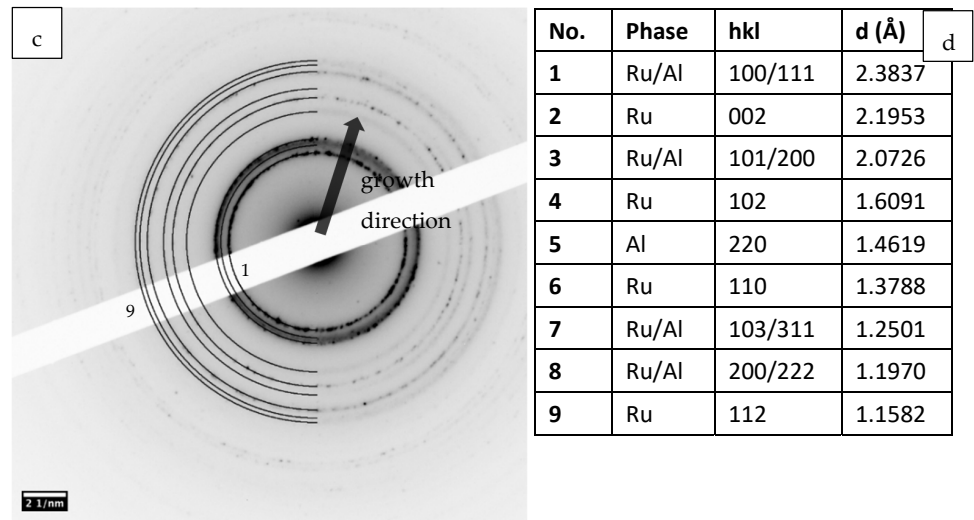 c
growth
direction
1
9
2 1/nm
No. Phase hkl d (Å)
d
1 Ru/Al 100/111 2.3837
2 Ru 002 2.1953
3 Ru/Al 101/200 2.0726
4 Ru 102 1.6091
5 Al 220 1.4619
6 Ru 110 1.3788
7 Ru/Al 103/311 1.2501
8 Ru/Al 200/222 1.1970
9 Ru 112 1.1582